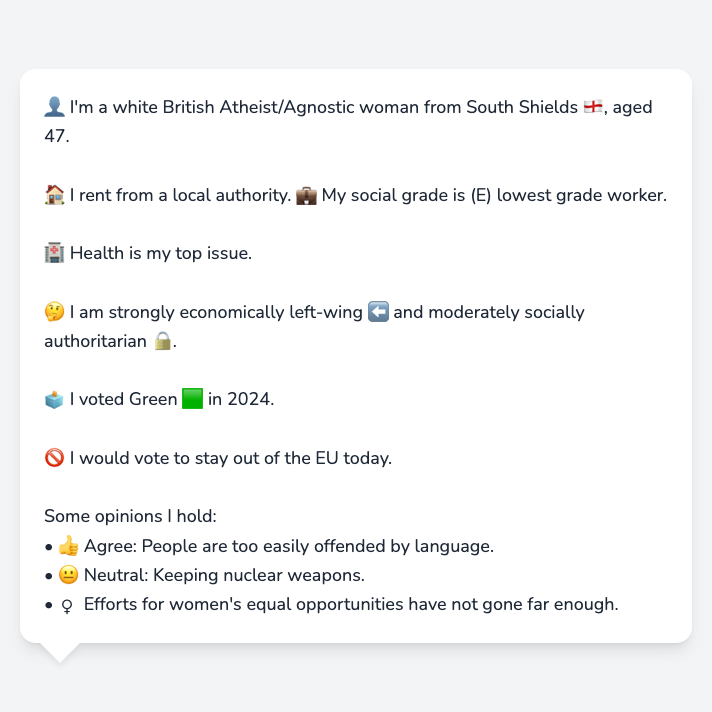 👤 I'm a white British Atheist/Agnostic woman from South Shields 🏴󠁧󠁢󠁥󠁮󠁧󠁿, aged
47.
🏠 I rent from a local authority. 💼 My social grade is (E) lowest grade worker.
🏥 Health is my top issue.
🤔 I am strongly economically left-wing ⬅️ and moderately socially
authoritarian 🔒.
🗳️ I voted Green 🟩 in 2024.
🚫 I would vote to stay out of the EU today.
Some opinions I hold:
• 👍 Agree: People are too easily offended by language.
• 😐 Neutral: Keeping nuclear weapons.
• ♀ Efforts for women's equal opportunities have not gone far enough.